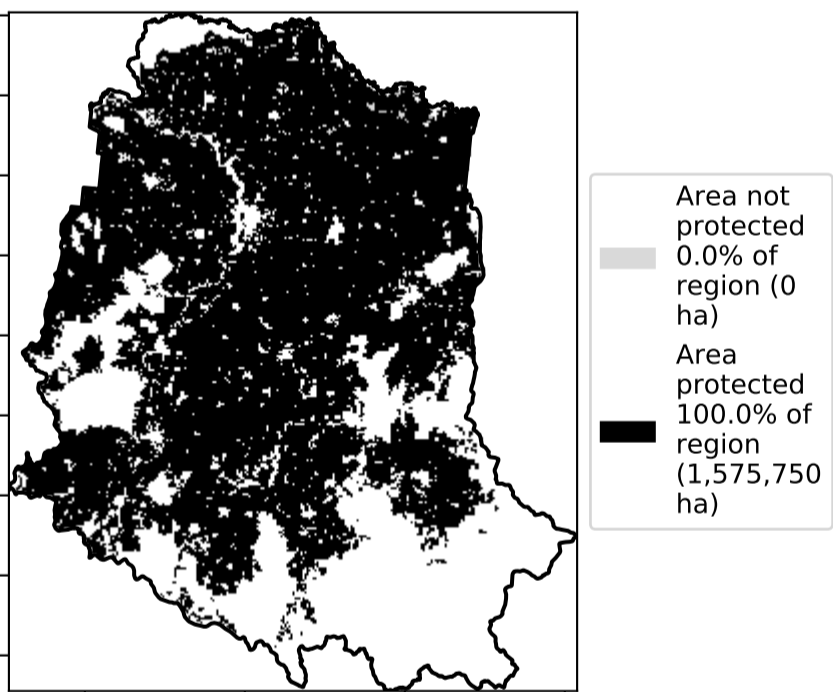 Area not
protected
0.0% of
region (0
ha)
Area
protected
100.0% of
region
(1,575,750
ha)